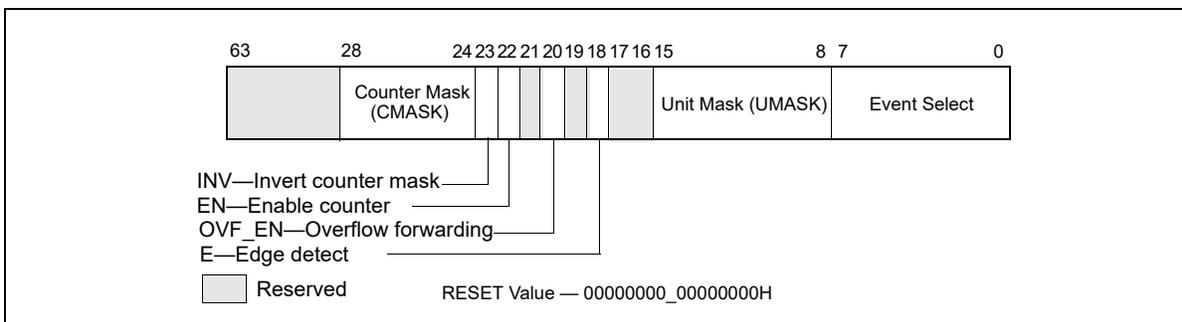 63 28 24 23 22 21 20 19 18 17 16 15 8 7 0
Counter Mask
(CMASK)
Unit Mask (UMASK)
Event Select
INV—Invert counter mask
EN—Enable counter
OVF_EN—Overflow forwarding
E—Edge detect
Reserved
RESET Value — 00000000_00000000H